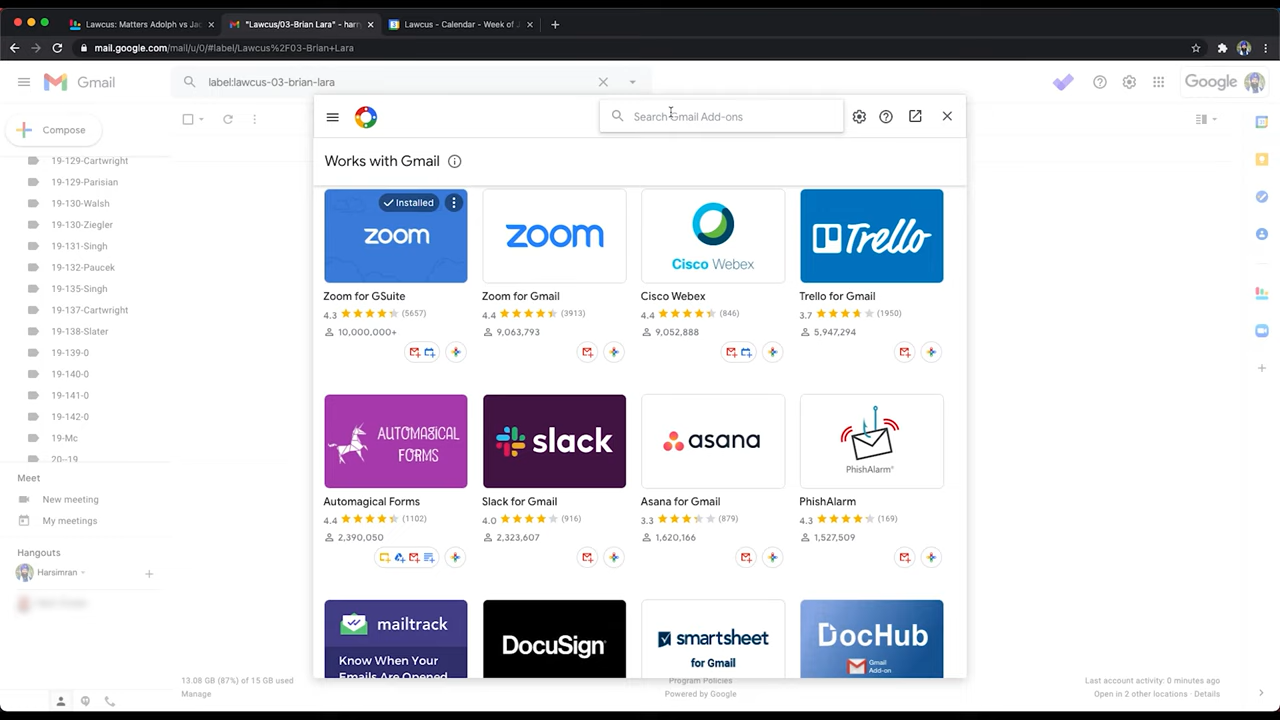 Lawcus: Matters Adolph vs Ja
"Lawcus/03-Brian Lara" - harr
Lawcus - Calendar - Week of J
mail.google.com/mail/u/0/#label/Lawcus%2F03-Brian+Lara
Gmail
label:lawcus-03-brian-lara
Google
Compose
Search Gmail Add-ons
Works with Gmail
19-129-Cartwright
19-129-Parisian
19-130-Walsh
19-130-Ziegler
19-131-Singh
19-132-Paucek
19-135-Singh
19-137-Cartwright
19-138-Slater
19-139-0
19-140-0
19-141-0
19-142-0
19-Mc
20--19
Meet
New meeting
My meetings
Hangouts
Harsimran
Installed
zoom
zoom
Cisco Webex
Trello
Zoom for GSuite
Zoom for Gmail
Cisco Webex
Trello for Gmail
4.3 (5657)
4.4 (3913)
4.4 (846)
3.7 (1950)
10,000,000+
9,063,793
9,052,888
5,947,294
AUTOMAGICAL
FORMS
slack
asana
PhishAlarm
Automagical Forms
Slack for Gmail
Asana for Gmail
PhishAlarm
4.4 (1102)
4.0 (916)
3.3 (879)
4.3 (169)
2,390,050
2,323,607
1,620,166
1,527,509
mailtrack
Know When Your
Emails Are Opened
DocuSign
smartsheet
for Gmail
DocHub
Gmail
Add-on
13.08 GB (87%) of 15 GB used
Manage
Program Policies
Powered by Google
Last account activity: 0 minutes ago
Open in 2 other locations · Details